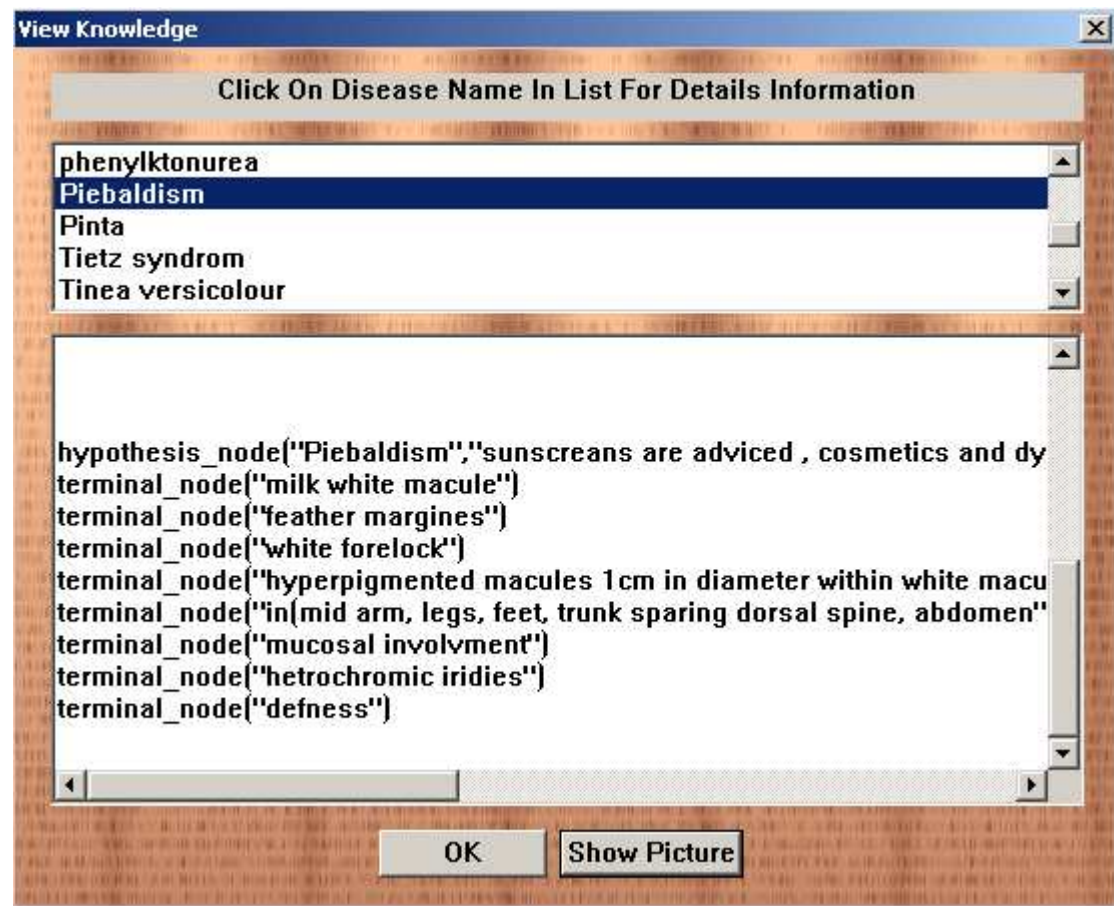 View Knowledge
Click On Disease Name In List For Details Information
phenylktonurea
Piebaldism
Pinta
Tietz syndrom
Tinea versicolour
hypothesis_node("Piebaldism","sunscreans are adviced , cosmetics and dy
terminal_node("milk white macule")
terminal_node("feather margines")
terminal_node("white forelock")
terminal_node("hyperpigmented macules 1cm in diameter within white macu
terminal_node("in(mid arm, legs, feet, trunk sparing dorsal spine, abdomen"
terminal_node("mucosal involvment")
terminal_node("hetrochromic iridies")
terminal_node("defness")
OK
Show Picture